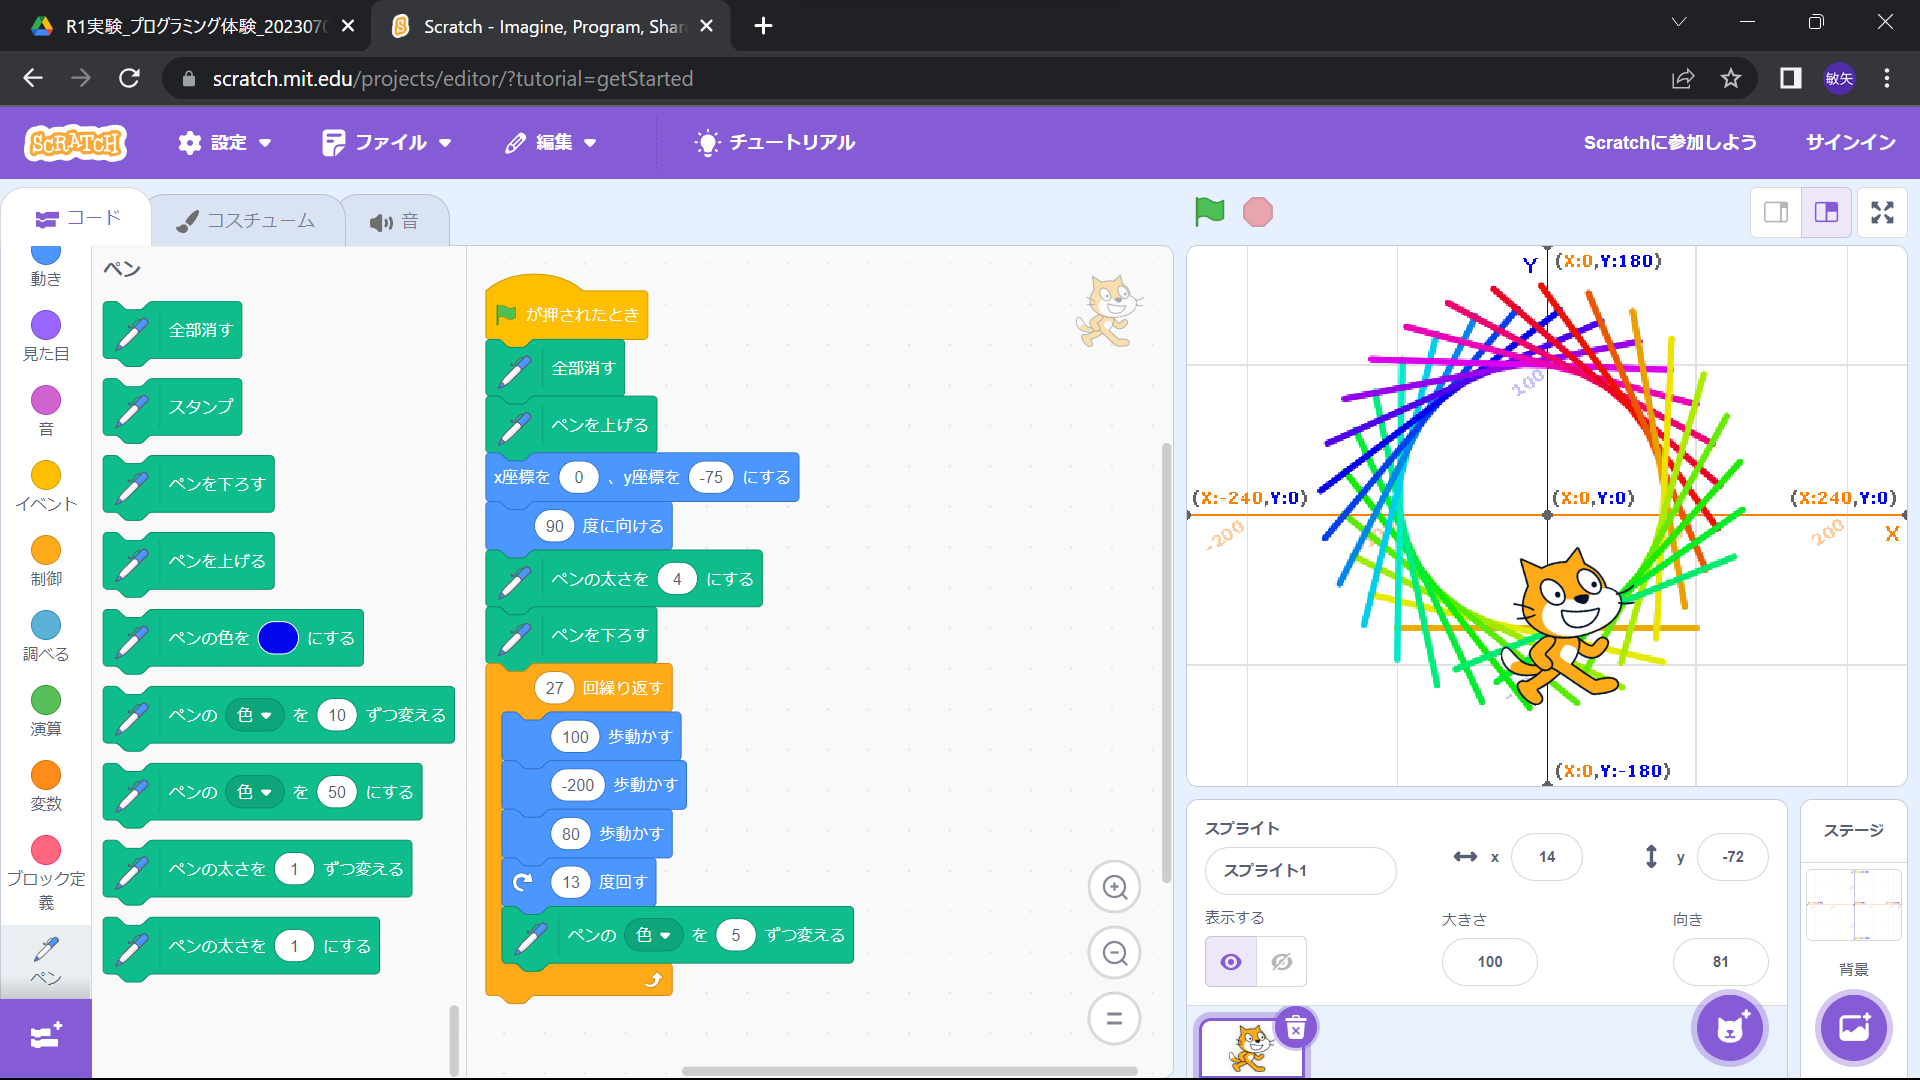 R1実験_プログラミング体験_2023070
Scratch - Imagine, Program, Shar
scratch.mit.edu/projects/editor/?tutorial=getStarted
敏矢
SCRATCH
設定
ファイル
編集
チュートリアル
Scratchに参加しよう
サインイン
コード
コスチューム
音
動き
見た目
音
イベント
制御
調べる
演算
変数
ブロック定
義
ペン
ペン
全部消す
スタンプ
ペンを下ろす
ペンを上げる
ペンの色を にする
ペンの 色 を 10 ずつ変える
ペンの 色 を 50 にする
ペンの太さを 1 ずつ変える
ペンの太さを 1 にする
が押されたとき
全部消す
ペンを上げる
x座標を 0 、y座標を -75 にする
90 度に向ける
ペンの太さを 4 にする
ペンを下ろす
27 回繰り返す
100 歩動かす
-200 歩動かす
80 歩動かす
13 度回す
ペンの 色 を 5 ずつ変える
Y
(X:0,Y:180)
100
(X:-240,Y:0)
(X:0,Y:0)
(X:240,Y:0)
-200
200
X
(X:0,Y:-180)
スプライト
スプライト1
x 14
y -72
表示する
大きさ
100
向き
81
ステージ
背景